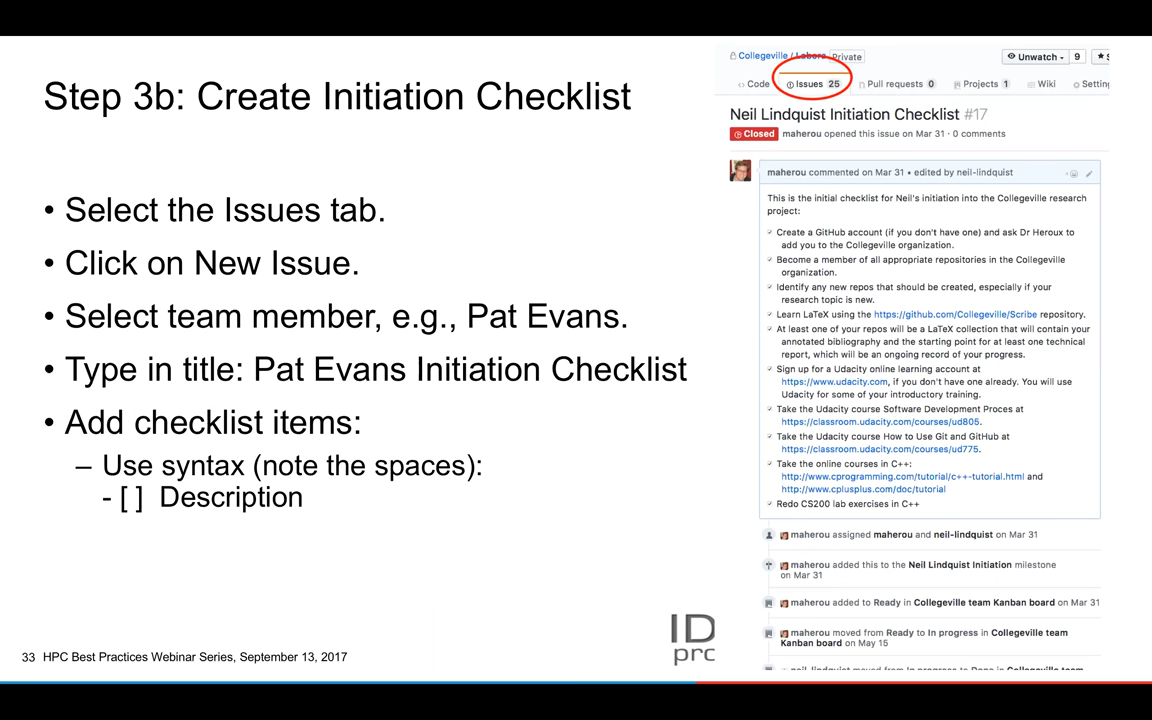 Step 3b: Create Initiation Checklist
• Select the Issues tab.
• Click on New Issue.
• Select team member, e.g., Pat Evans.
• Type in title: Pat Evans Initiation Checklist
• Add checklist items:
– Use syntax (note the spaces):
- [ ] Description
33 HPC Best Practices Webinar Series, September 13, 2017
ID
prc
Collegeville / Labora Private
Unwatch 9
Code Issues 25 Pull requests 0 Projects 1 Wiki Setting
Neil Lindquist Initiation Checklist #17
Closed maherou opened this issue on Mar 31 · 0 comments
maherou commented on Mar 31 • edited by neil-lindquist
This is the initial checklist for Neil's initiation into the Collegeville research
project:
Create a GitHub account (if you don't have one) and ask Dr Heroux to
add you to the Collegeville organization.
Become a member of all appropriate repositories in the Collegeville
organization.
Identify any new repos that should be created, especially if your
research topic is new.
Learn LaTeX using the https://github.com/Collegeville/Scribe repository.
At least one of your repos will be a LaTeX collection that will contain your
annotated bibliography and the starting point for at least one technical
report, which will be an ongoing record of your progress.
Sign up for a Udacity online learning account at
https://www.udacity.com, if you don't have one already. You will use
Udacity for some of your introductory training.
Take the Udacity course Software Development Proces at
https://classroom.udacity.com/courses/ud805.
Take the Udacity course How to Use Git and GitHub at
https://classroom.udacity.com/courses/ud775.
Take the online courses in C++:
http://www.cprogramming.com/tutorial/c++-tutorial.html and
http://www.cplusplus.com/doc/tutorial
Redo CS200 lab exercises in C++
maherou assigned maherou and neil-lindquist on Mar 31
maherou added this to the Neil Lindquist Initiation milestone
on Mar 31
maherou added to Ready in Collegeville team Kanban board on Mar 31
maherou moved from Ready to In progress in Collegeville team
Kanban board on May 15